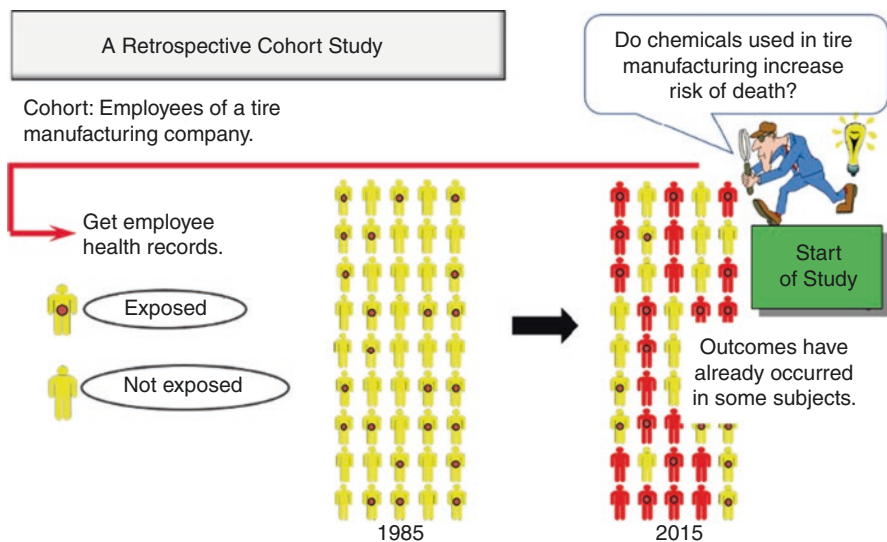 A Retrospective Cohort Study
Do chemicals used in tire
manufacturing increase
risk of death?
Cohort: Employees of a tire
manufacturing company.
Get employee
health records.
Start
of Study
Exposed
Not exposed
Outcomes have
already occurred
in some subjects.
1985
2015